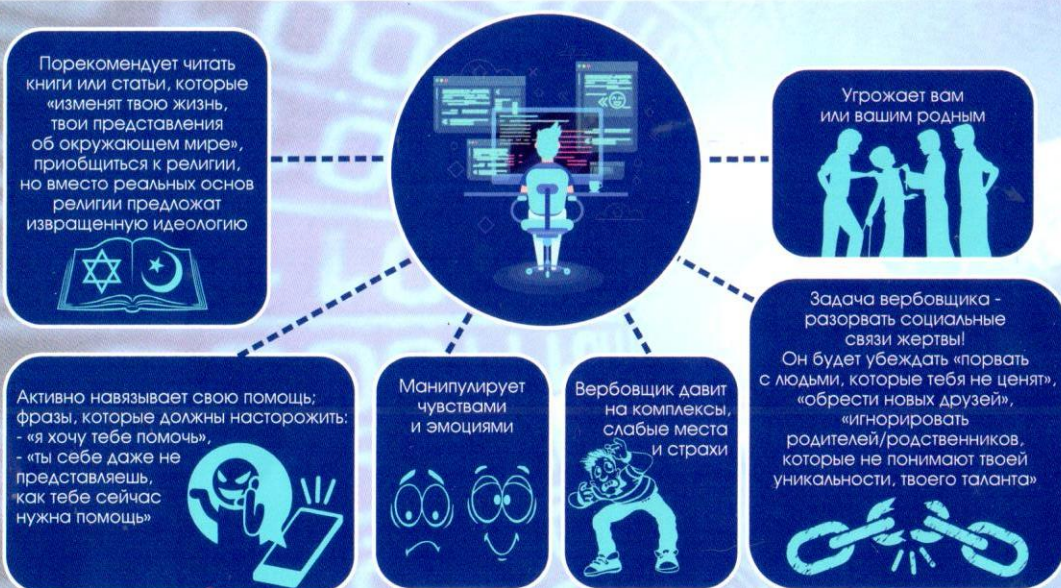 Порекомендует читать
книги или статьи, которые
«изменят твою жизнь,
твои представления
об окружающем мире»,
приобщиться к религии,
но вместо реальных основ
религии предложат
извращенную идеологию
Угрожает вам
или вашим родным
Активно навязывает свою помощь;
фразы, которые должны насторожить:
- «я хочу тебе помочь»,
- «ты себе даже не
представляешь,
как тебе сейчас
нужна помощь»
Манипулирует
чувствами
и эмоциями
Вербовщик давит
на комплексы,
слабые места
и страхи
Задача вербовщика -
разорвать социальные
связи жертвы!
Он будет убеждать «порвать
с людьми, которые тебя не ценят»,
«обрести новых друзей»,
«игнорировать
родителей/родственников,
которые не понимают твоей
уникальности, твоего таланта»